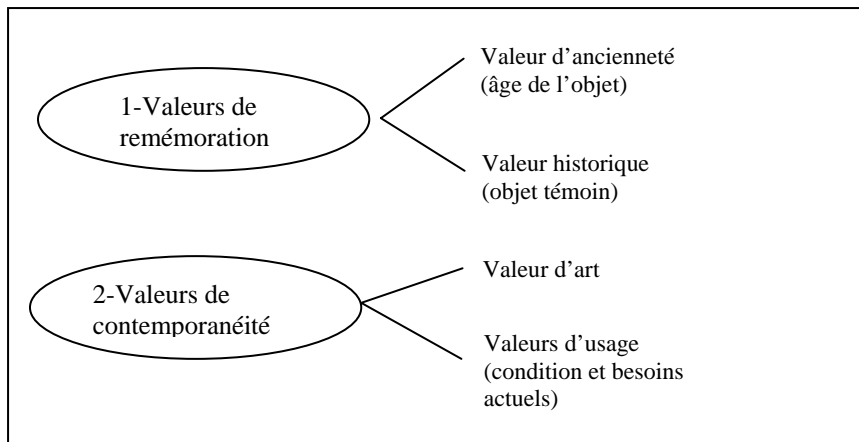 1-Valeurs de
remémoration
Valeur d’ancienneté
(âge de l’objet)
Valeur historique
(objet témoin)
2-Valeurs de
contemporanéité
Valeur d’art
Valeurs d’usage
(condition et besoins
actuels)